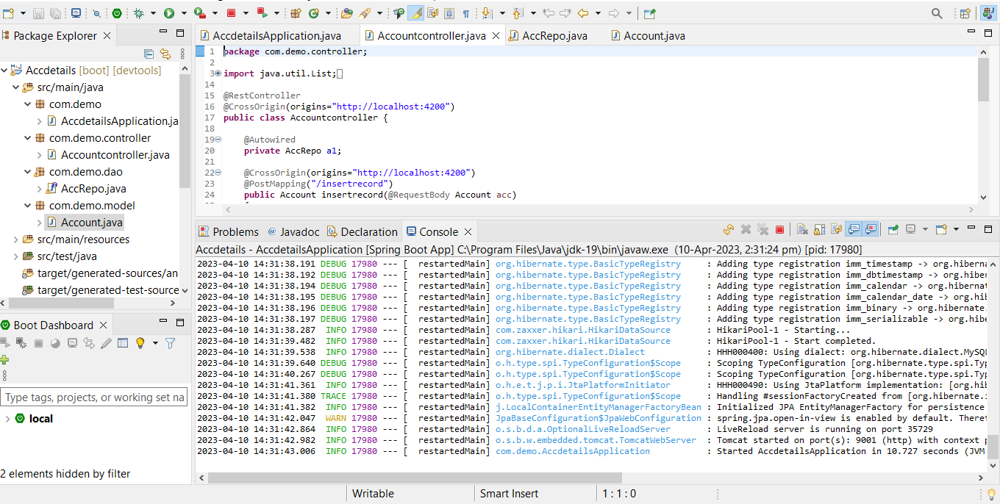 Package Explorer
Accdetails [boot] [devtools]
src/main/java
com.demo
AccdetailsApplication.ja
com.demo.controller
Accountcontroller.java
com.demo.dao
AccRepo.java
com.demo.model
Account.java
src/main/resources
src/test/java
target/generated-sources/an
target/generated-test-source
Boot Dashboard
Type tags, projects, or working set na
local
2 elements hidden by filter
AccdetailsApplication.java
Accountcontroller.java
AccRepo.java
Account.java
1 package com.demo.controller;
2
3 import java.util.List;
14
15 @RestController
16 @CrossOrigin(origins="http://localhost:4200")
17 public class Accountcontroller {
18
19 @Autowired
20 private AccRepo a1;
21
22 @CrossOrigin(origins="http://localhost:4200")
23 @PostMapping("/insertrecord")
24 public Account insertrecord(@RequestBody Account acc)
Problems @ Javadoc Declaration Console
Accdetails - AccdetailsApplication [Spring Boot App] C:\Program Files\Java\jdk-19\bin\javaw.exe (10-Apr-2023, 2:31:24 pm) [pid: 17980]
2023-04-10 14:31:38.191 DEBUG 17980 --- [ restartedMain] org.hibernate.type.BasicTypeRegistry : Adding type registration imm_timestamp -> org.hiberna
2023-04-10 14:31:38.192 DEBUG 17980 --- [ restartedMain] org.hibernate.type.BasicTypeRegistry : Adding type registration imm_dbtimestamp -> org.hiber
2023-04-10 14:31:38.194 DEBUG 17980 --- [ restartedMain] org.hibernate.type.BasicTypeRegistry : Adding type registration imm_calendar -> org.hibernat
2023-04-10 14:31:38.195 DEBUG 17980 --- [ restartedMain] org.hibernate.type.BasicTypeRegistry : Adding type registration imm_calendar_date -> org.hib
2023-04-10 14:31:38.196 DEBUG 17980 --- [ restartedMain] org.hibernate.type.BasicTypeRegistry : Adding type registration imm_binary -> org.hibernate.
2023-04-10 14:31:38.197 DEBUG 17980 --- [ restartedMain] org.hibernate.type.BasicTypeRegistry : Adding type registration imm_serializable -> org.hibe
2023-04-10 14:31:38.287 INFO 17980 --- [ restartedMain] com.zaxxer.hikari.HikariDataSource : HikariPool-1 - Starting...
2023-04-10 14:31:39.482 INFO 17980 --- [ restartedMain] com.zaxxer.hikari.HikariDataSource : HikariPool-1 - Start completed.
2023-04-10 14:31:39.538 INFO 17980 --- [ restartedMain] org.hibernate.dialect.Dialect : HHH000400: Using dialect: org.hibernate.dialect.MySQL
2023-04-10 14:31:39.640 DEBUG 17980 --- [ restartedMain] o.h.type.spi.TypeConfiguration$Scope : Scoping TypeConfiguration [org.hibernate.type.spi.Typ
2023-04-10 14:31:40.267 DEBUG 17980 --- [ restartedMain] o.h.type.spi.TypeConfiguration$Scope : Scoping TypeConfiguration [org.hibernate.type.spi.Typ
2023-04-10 14:31:41.361 INFO 17980 --- [ restartedMain] o.h.e.t.j.p.i.JtaPlatformInitiator : HHH000490: Using JtaPlatform implementation: [org.hib
2023-04-10 14:31:41.380 TRACE 17980 --- [ restartedMain] o.h.type.spi.TypeConfiguration$Scope : Handling #sessionFactoryCreated from [org.hibernate.i
2023-04-10 14:31:41.382 INFO 17980 --- [ restartedMain] j.LocalContainerEntityManagerFactoryBean : Initialized JPA EntityManagerFactory for persistence
2023-04-10 14:31:42.047 WARN 17980 --- [ restartedMain] JpaBaseConfiguration$JpaWebConfiguration : spring.jpa.open-in-view is enabled by default. Theref
2023-04-10 14:31:42.864 INFO 17980 --- [ restartedMain] o.s.b.d.a.OptionalLiveReloadServer : LiveReload server is running on port 35729
2023-04-10 14:31:42.982 INFO 17980 --- [ restartedMain] o.s.b.w.embedded.tomcat.TomcatWebServer : Tomcat started on port(s): 9001 (http) with context p
2023-04-10 14:31:43.006 INFO 17980 --- [ restartedMain] com.demo.AccdetailsApplication : Started AccdetailsApplication in 10.727 seconds (JVM
Writable
Smart Insert
1 : 1 : 0